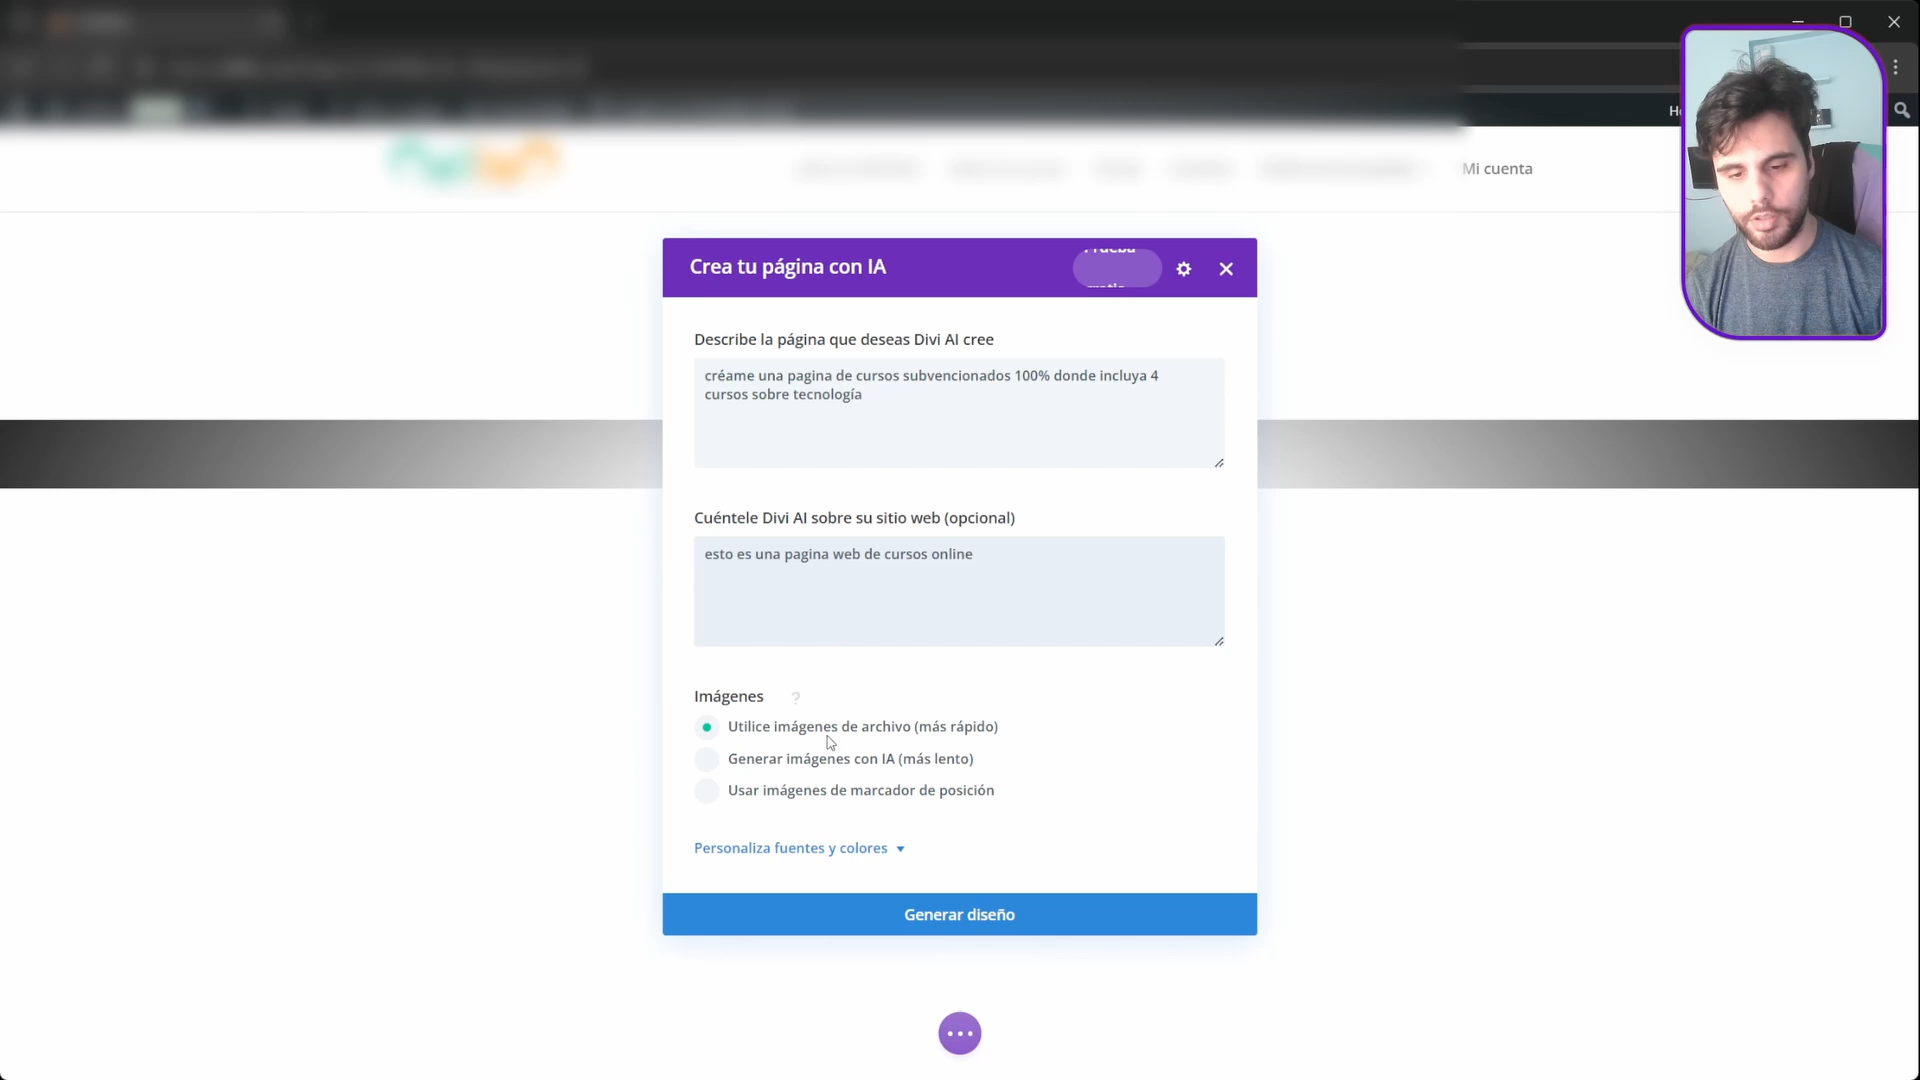 Mi cuenta
Crea tu página con IA
Describe la página que deseas Divi AI cree
créame una pagina de cursos subvencionados 100% donde incluya 4
cursos sobre tecnología
Cuéntele Divi AI sobre su sitio web (opcional)
esto es una pagina web de cursos online
Imágenes ?
Utilice imágenes de archivo (más rápido)
Generar imágenes con IA (más lento)
Usar imágenes de marcador de posición
Personaliza fuentes y colores
Generar diseño